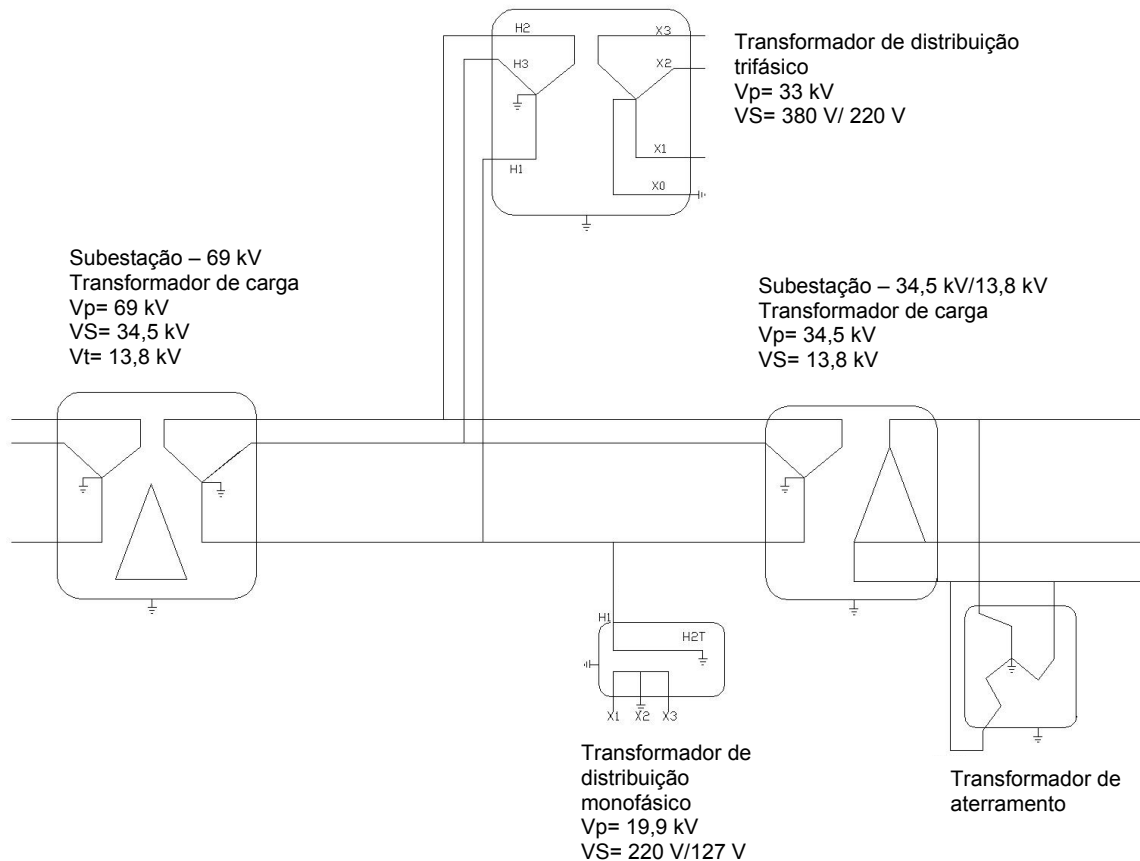 H2
X3
H3
X2
H1
X1
X0
Transformador de distribuição
trifásico
Vp= 33 kV
VS= 380 V/ 220 V
Subestação – 69 kV
Transformador de carga
Vp= 69 kV
VS= 34,5 kV
Vt= 13,8 kV
Subestação – 34,5 kV/13,8 kV
Transformador de carga
Vp= 34,5 kV
VS= 13,8 kV
H1
H2T
X1 X2 X3
Transformador de
distribuição
monofásico
Vp= 19,9 kV
VS= 220 V/127 V
Transformador de
aterramento